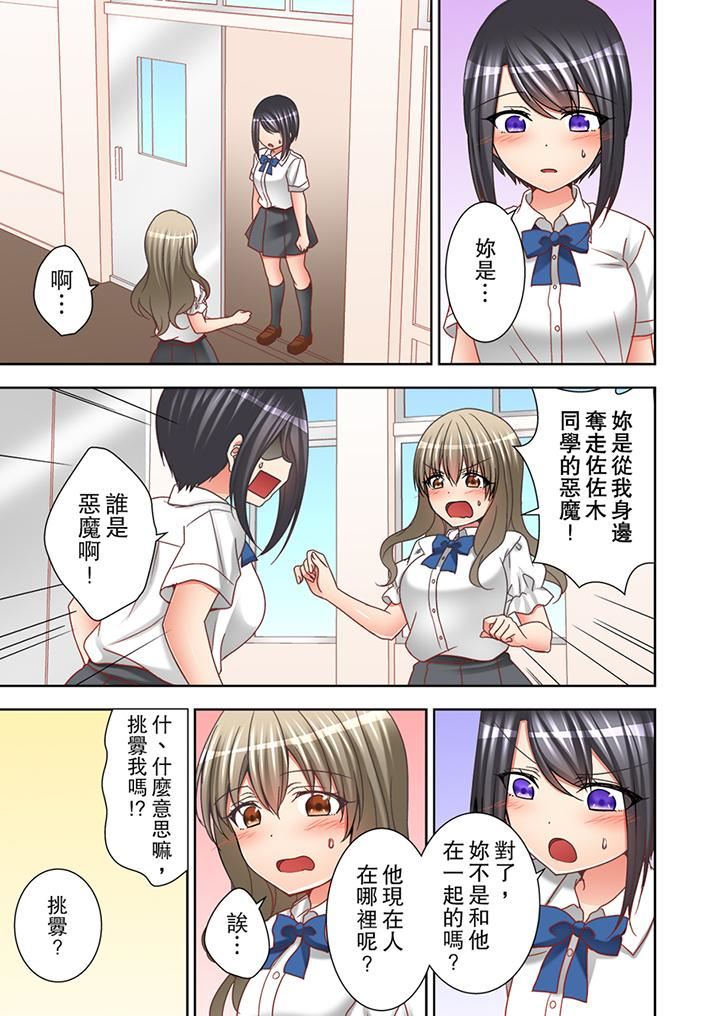 妳是…
啊…
妳是從我身邊
奪走佐佐木
同學的惡魔！
誰是
惡魔啊！
對了，
妳不是和他
在一起的嗎？
他現在人
在哪裡呢？
誒…
什、什麼意思嘛，
挑釁我嗎!?
挑釁？